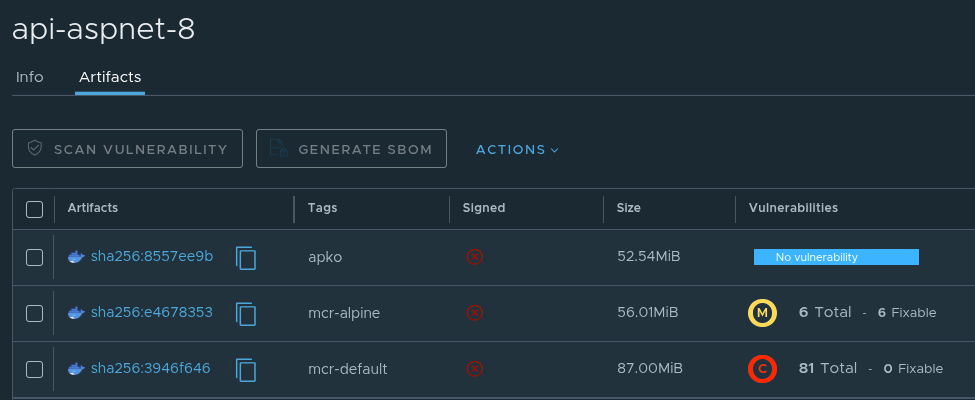 api-aspnet-8
Info Artifacts
SCAN VULNERABILITY GENERATE SBOM ACTIONS
Artifacts Tags Signed Size Vulnerabilities
sha256:8557ee9b apko 52.54MiB No vulnerability
sha256:e4678353 mcr-alpine 56.01MiB M 6 Total - 6 Fixable
sha256:3946f646 mcr-default 87.00MiB C 81 Total - 0 Fixable